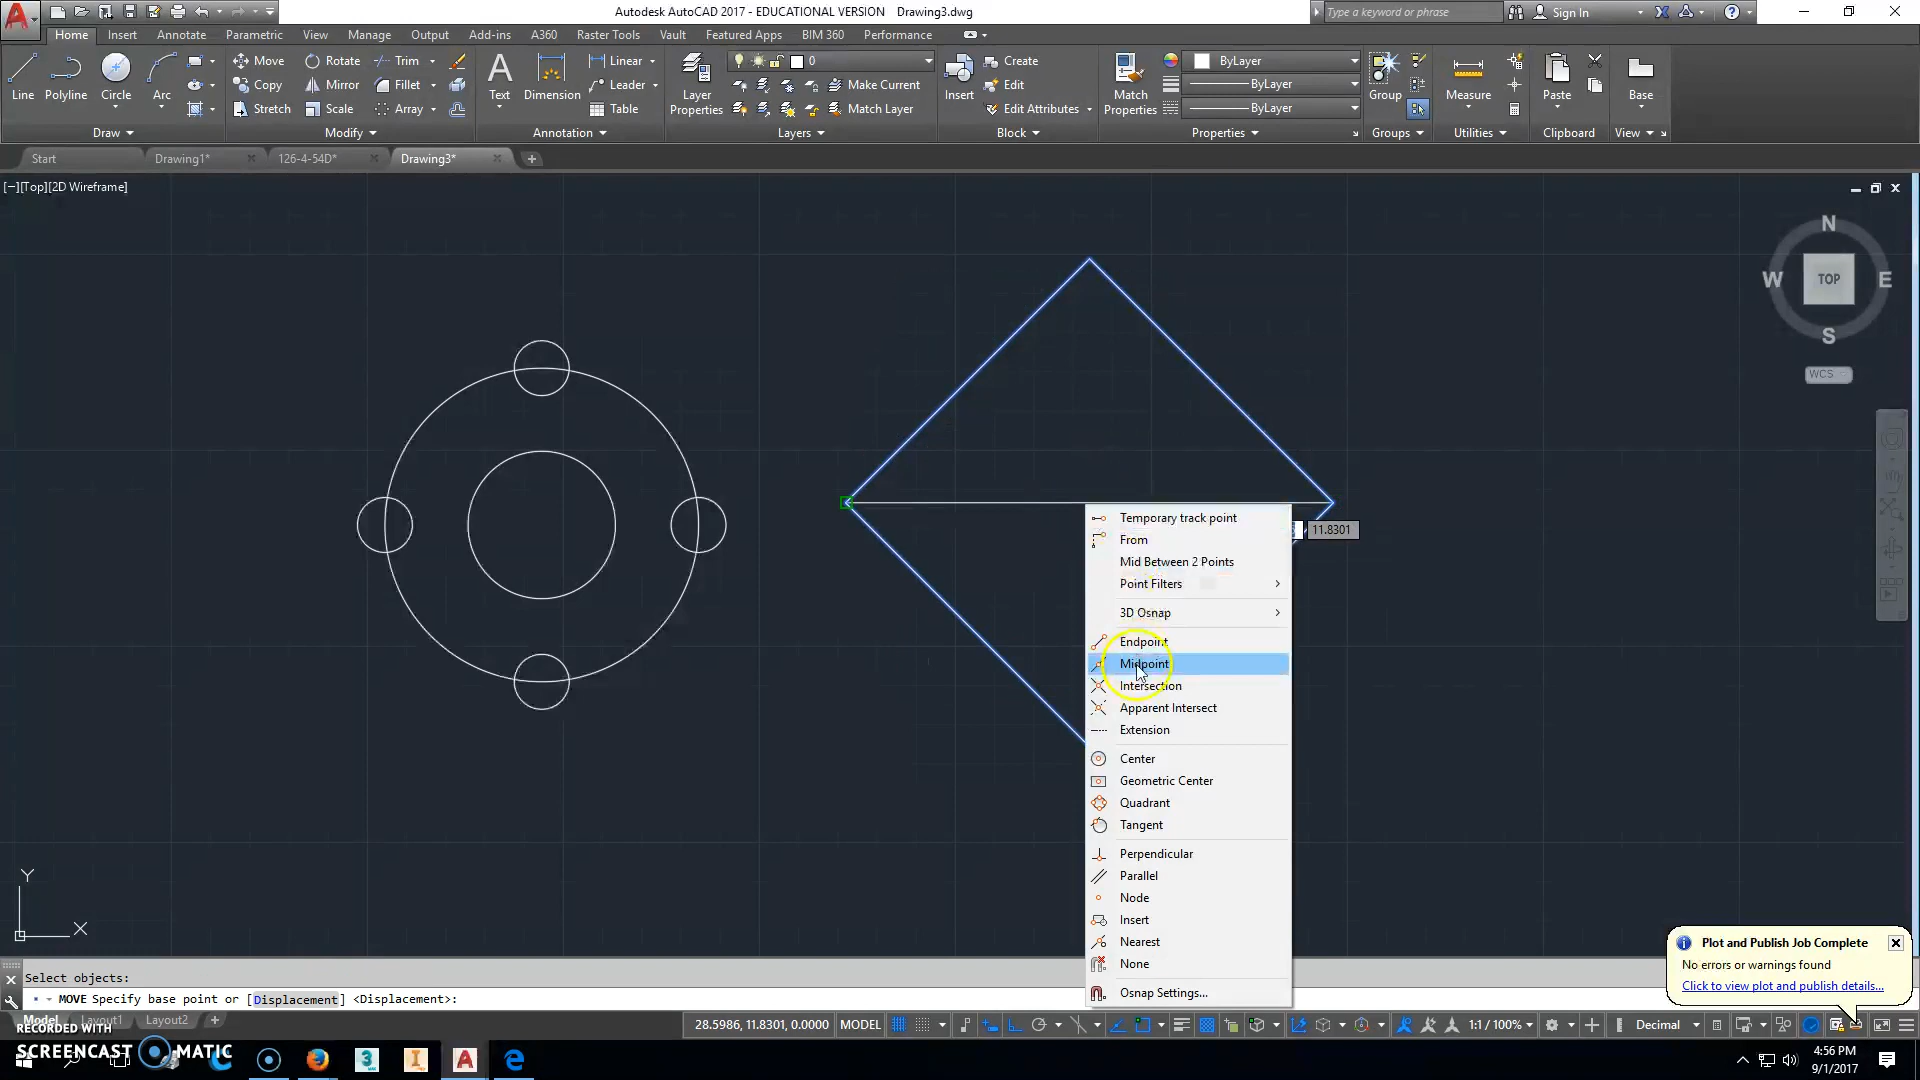 Autodesk AutoCAD 2017 - EDUCATIONAL VERSION Drawing3.dwg
Type a keyword or phrase
Sign In
Home Insert Annotate Parametric View Manage Output Add-ins A360 Raster Tools Vault Featured Apps BIM 360 Performance
Line Polyline Circle Arc
Move Rotate Trim
Copy Mirror Fillet
Stretch Scale Array
Text Dimension
Linear
Leader
Table
Layer Properties
0
Make Current
Match Layer
Insert
Create
Edit
Edit Attributes
Match Properties
ByLayer
ByLayer
ByLayer
Group
Measure
Paste
Base
Draw Modify Annotation Layers Block Properties Groups Utilities Clipboard View
Start Drawing1* 126-4-54D* Drawing3*
[−][Top][2D Wireframe]
N
W TOP E
S
WCS
11.8301
Temporary track point
From
Mid Between 2 Points
Point Filters
3D Osnap
Endpoint
Midpoint
Intersection
Apparent Intersect
Extension
Center
Geometric Center
Quadrant
Tangent
Perpendicular
Parallel
Node
Insert
Nearest
None
Osnap Settings...
Y
X
Plot and Publish Job Complete
No errors or warnings found
Click to view plot and publish details...
Select objects:
MOVE Specify base point or [Displacement] <Displacement>:
Model Layout1 Layout2
28.5986, 11.8301, 0.0000 MODEL
1:1 / 100%
Decimal
RECORDED WITH
SCREENCAST MATIC
4:56 PM
9/1/2017